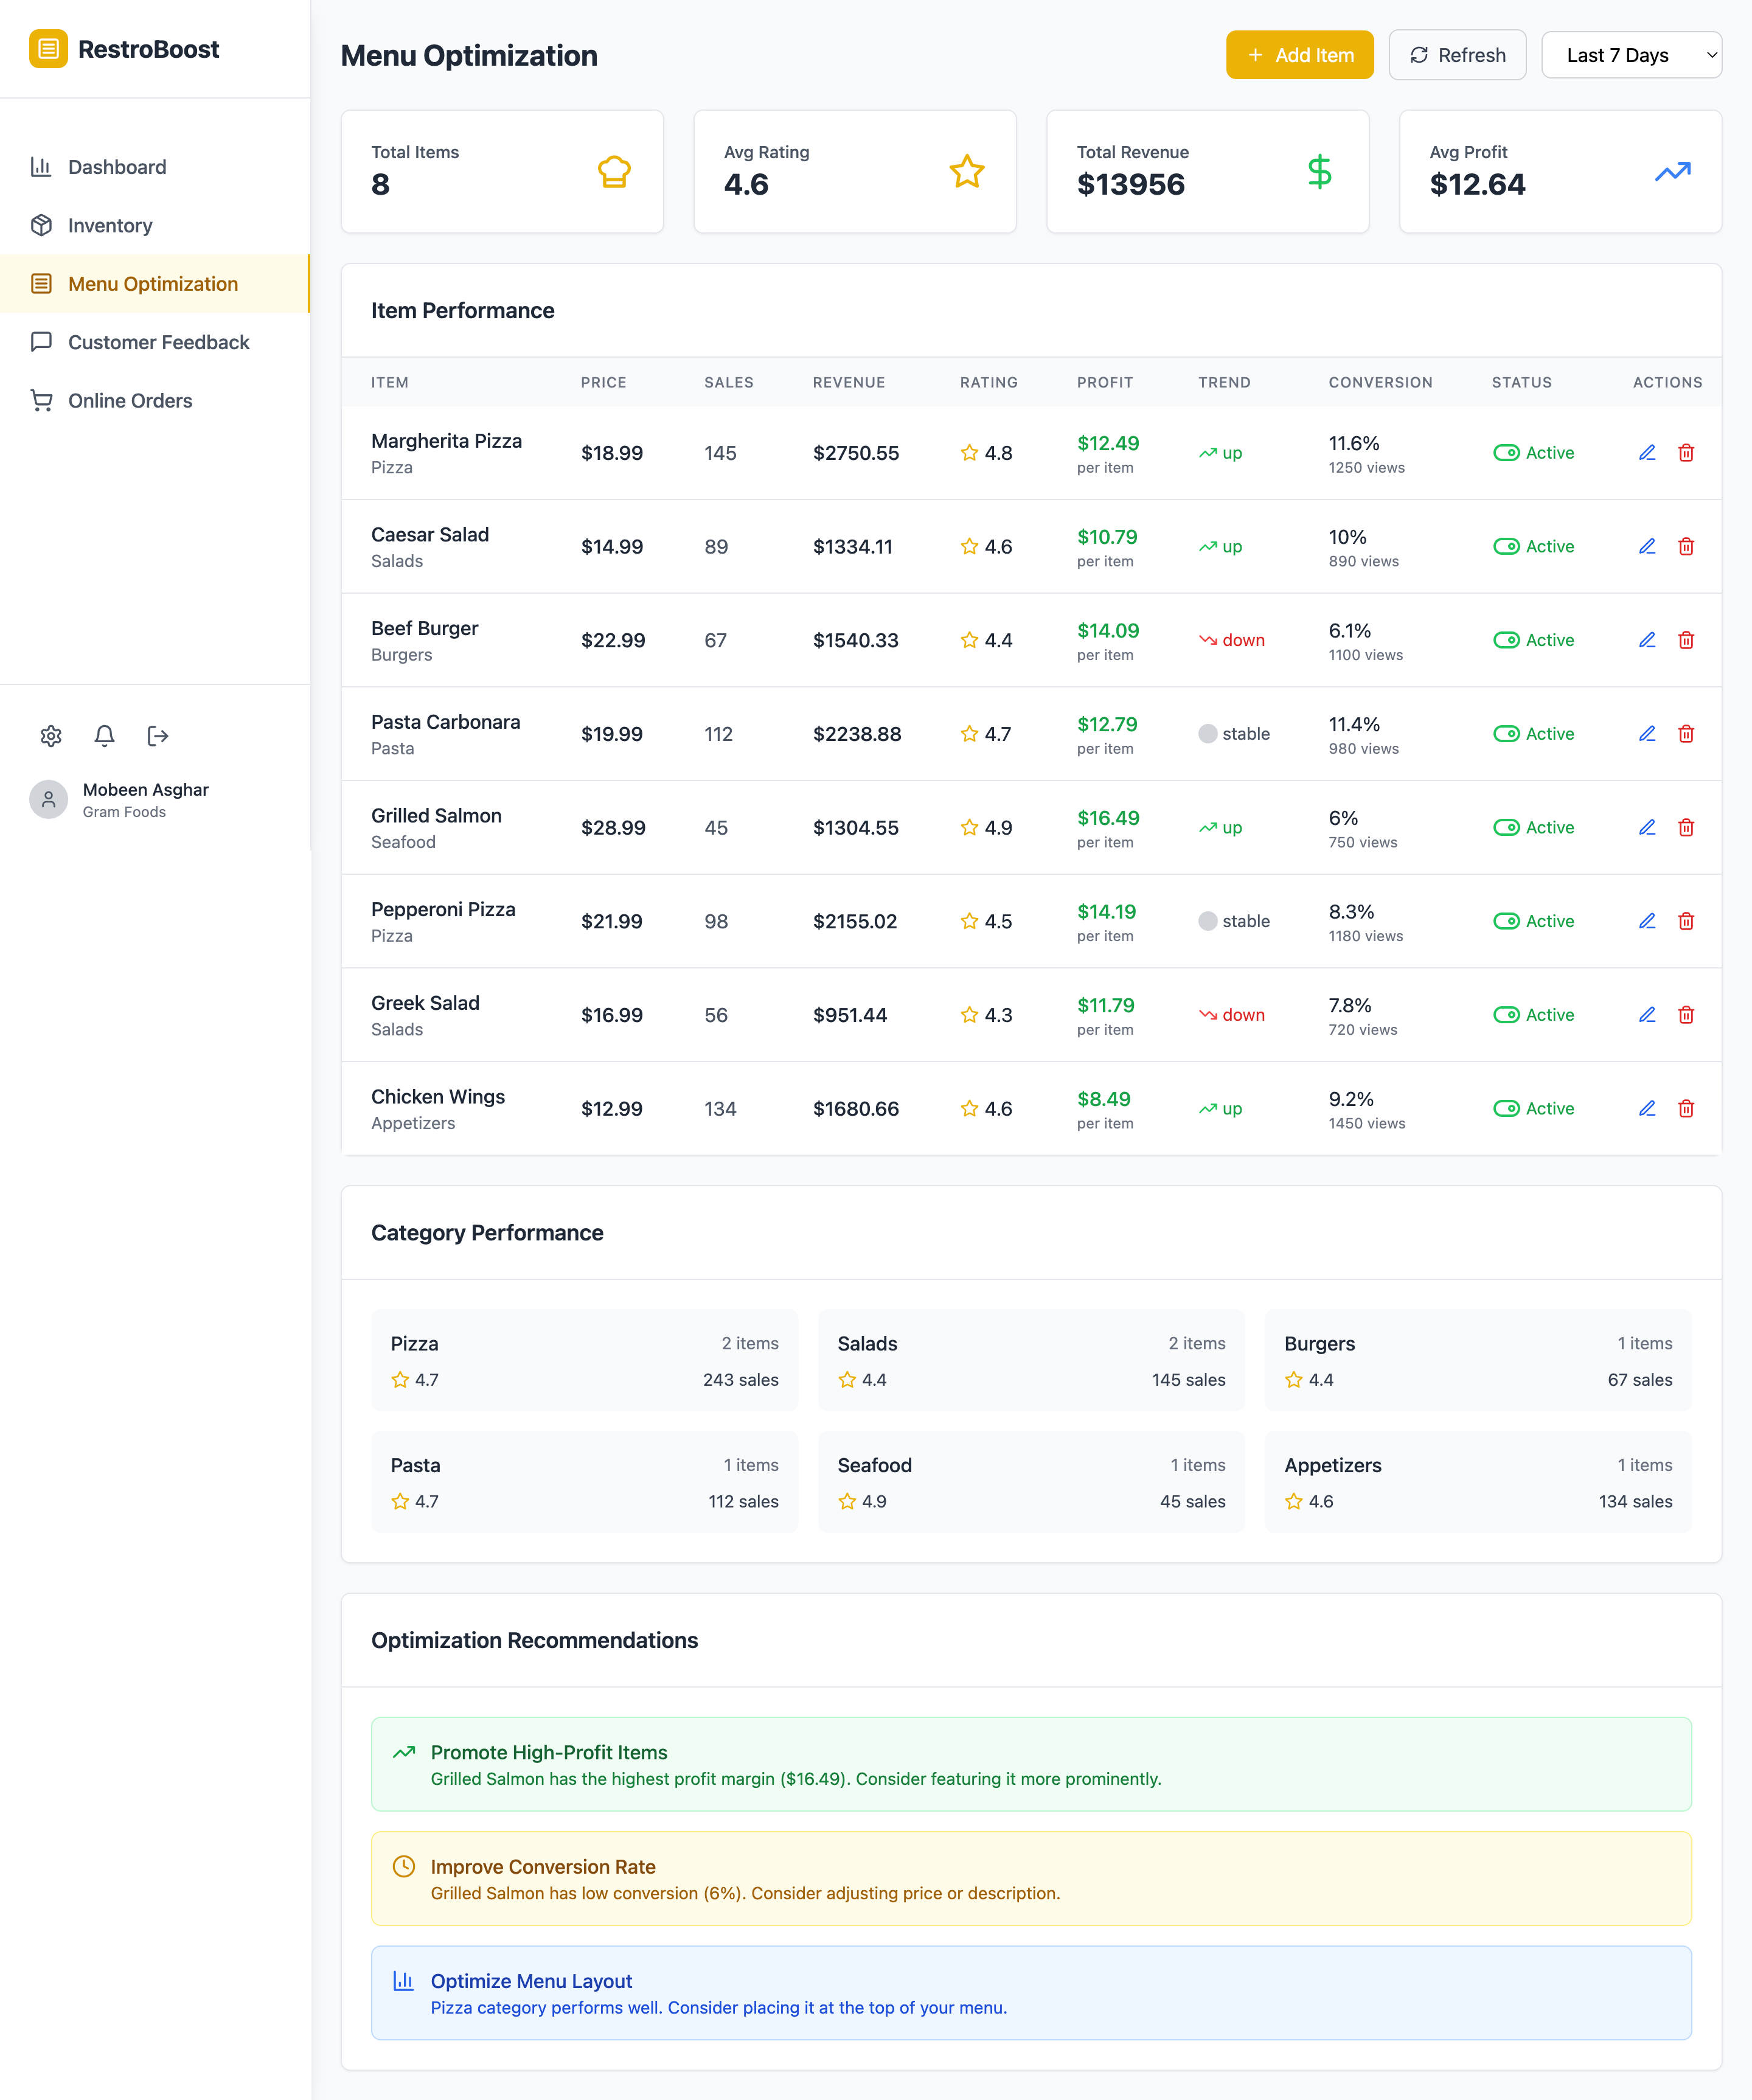 RestroBoost
Dashboard
Inventory
Menu Optimization
Customer Feedback
Online Orders
Mobeen Asghar
Gram Foods
Menu Optimization
Add Item
Refresh
Last 7 Days
Total Items
8
Avg Rating
4.6
Total Revenue
$13956
Avg Profit
$12.64
Item Performance
ITEM PRICE SALES REVENUE RATING PROFIT TREND CONVERSION STATUS ACTIONS
Margherita Pizza
Pizza
$18.99 145 $2750.55 4.8
$12.49
per item
up
11.6%
1250 views
Active
Caesar Salad
Salads
$14.99 89 $1334.11 4.6
$10.79
per item
up
10%
890 views
Active
Beef Burger
Burgers
$22.99 67 $1540.33 4.4
$14.09
per item
down
6.1%
1100 views
Active
Pasta Carbonara
Pasta
$19.99 112 $2238.88 4.7
$12.79
per item
stable
11.4%
980 views
Active
Grilled Salmon
Seafood
$28.99 45 $1304.55 4.9
$16.49
per item
up
6%
750 views
Active
Pepperoni Pizza
Pizza
$21.99 98 $2155.02 4.5
$14.19
per item
stable
8.3%
1180 views
Active
Greek Salad
Salads
$16.99 56 $951.44 4.3
$11.79
per item
down
7.8%
720 views
Active
Chicken Wings
Appetizers
$12.99 134 $1680.66 4.6
$8.49
per item
up
9.2%
1450 views
Active
Category Performance
Pizza 2 items
4.7 243 sales
Salads 2 items
4.4 145 sales
Burgers 1 items
4.4 67 sales
Pasta 1 items
4.7 112 sales
Seafood 1 items
4.9 45 sales
Appetizers 1 items
4.6 134 sales
Optimization Recommendations
Promote High-Profit Items
Grilled Salmon has the highest profit margin ($16.49). Consider featuring it more prominently.
Improve Conversion Rate
Grilled Salmon has low conversion (6%). Consider adjusting price or description.
Optimize Menu Layout
Pizza category performs well. Consider placing it at the top of your menu.